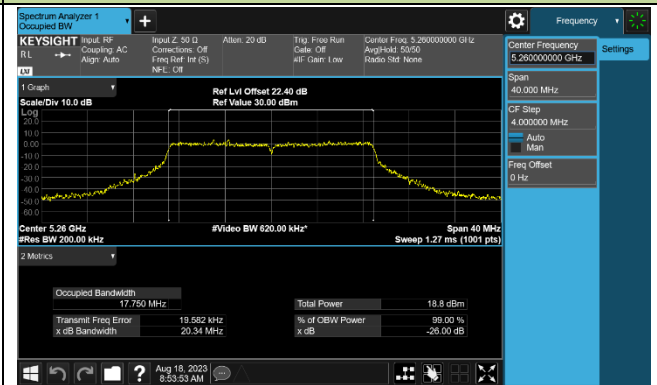 Spectrum Analyzer 1
Occupied BW
Frequency
KEYSIGHT
RL
LXI
Input: RF
Coupling: AC
Align: Auto
Input Z: 50 Ω
Corrections: Off
Freq Ref: Int (S)
NFE: Off
Atten: 20 dB
Trig: Free Run
Gate: Off
#IF Gain: Low
Center Freq: 5.260000000 GHz
Avg|Hold: 50/50
Radio Std: None
Center Frequency
5.260000000 GHz
Settings
Span
40.000 MHz
CF Step
4.000000 MHz
Auto
Man
Freq Offset
0 Hz
1 Graph
Scale/Div 10.0 dB
Ref Lvl Offset 22.40 dB
Ref Value 30.00 dBm
Log
20.0
10.0
0.00
-10.0
-20.0
-30.0
-40.0
-50.0
-60.0
Center 5.26 GHz
#Res BW 200.00 kHz
#Video BW 620.00 kHz*
Span 40 MHz
Sweep 1.27 ms (1001 pts)
2 Metrics
Occupied Bandwidth
17.750 MHz
Total Power 18.8 dBm
Transmit Freq Error 19.582 kHz
% of OBW Power 99.00 %
x dB Bandwidth 20.34 MHz
x dB -26.00 dB
?
Aug 18, 2023
8:53:53 AM